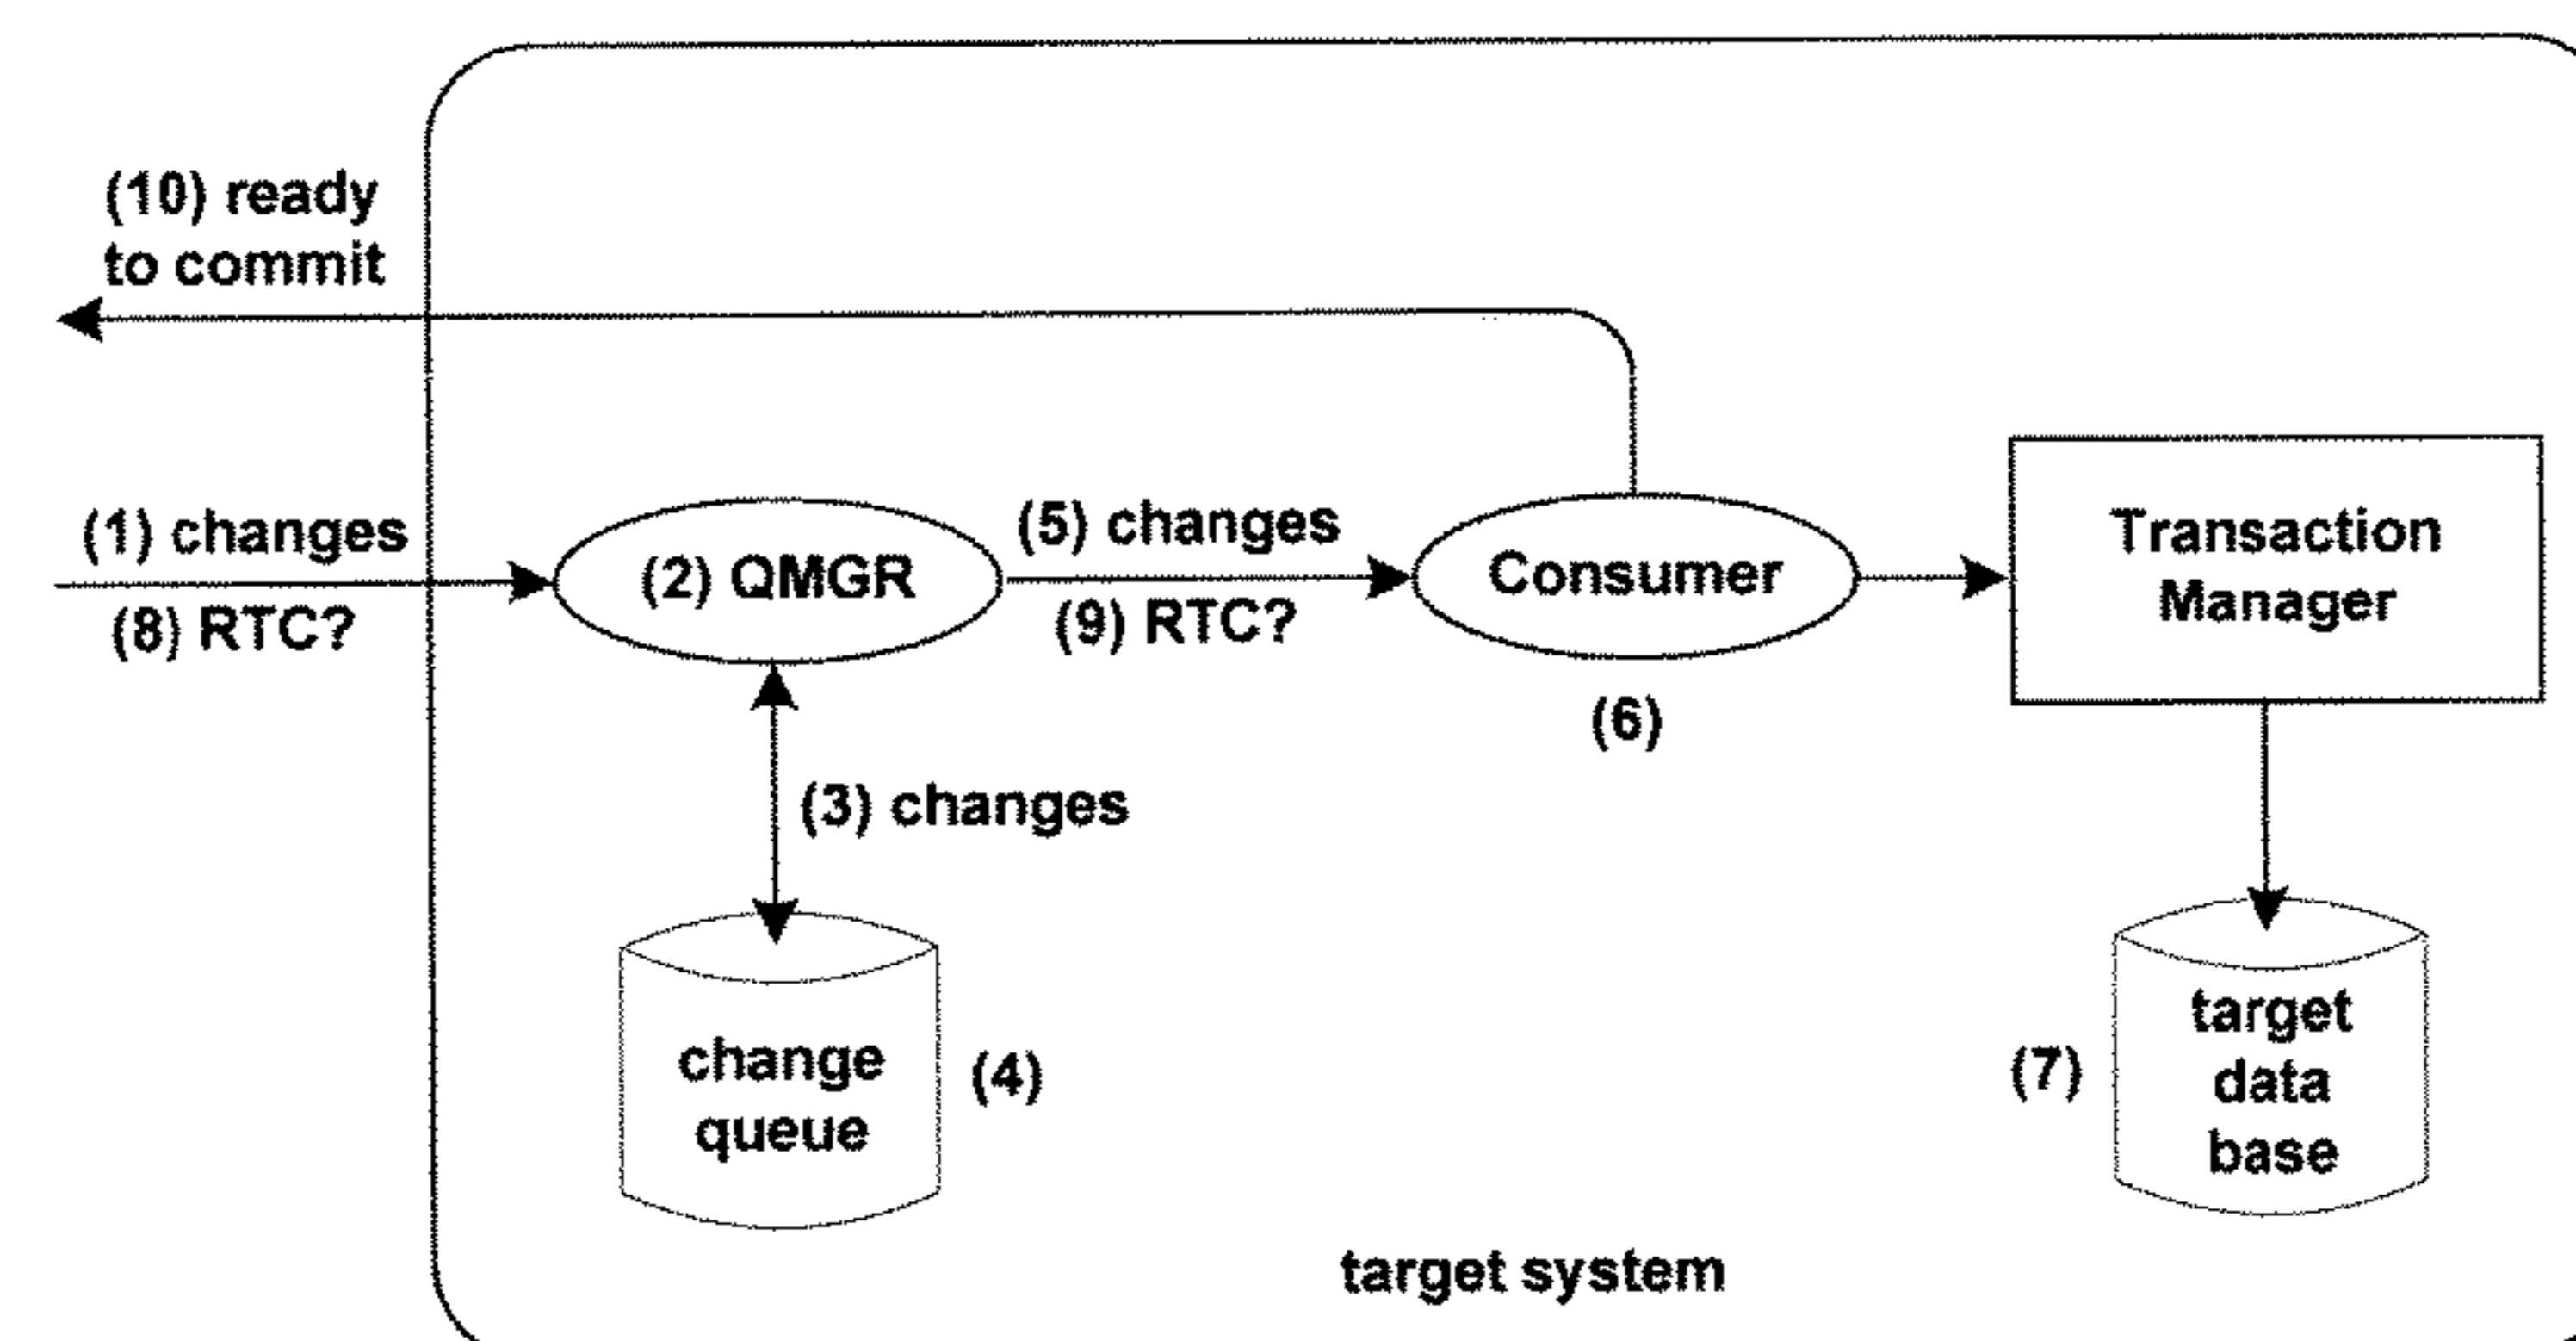 (10) ready
to commit
(1) changes
(8) RTC?
(2) QMGR
(5) changes
(9) RTC?
Consumer
(6)
Transaction
Manager
(3) changes
change
queue
(4)
(7)
target
data
base
target system